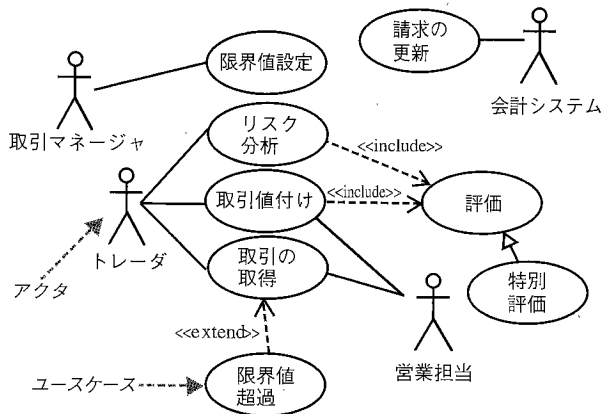 請求の
更新
会計システム
限界値設定
取引マネージャ
リスク
分析
<<include>>
取引値付け
<<include>>
評価
トレーダ
取引の
取得
特別
評価
アクタ
<<extend>>
営業担当
限界値
超過
ユースケース